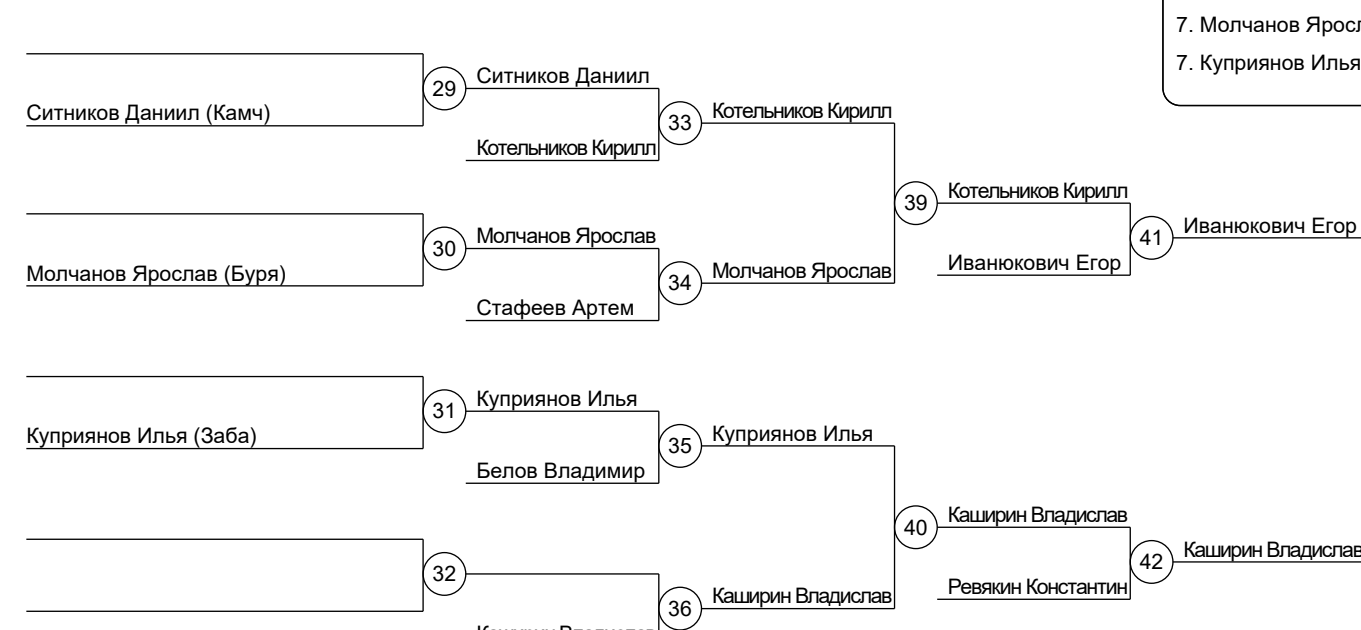 7. Молчанов Яросл
7. Куприянов Илья
Ситников Даниил
29
Ситников Даниил (Камч)
Котельников Кирилл
33
Котельников Кирилл
Котельников Кирилл
39
Молчанов Ярослав
30
Молчанов Ярослав (Буря)
Молчанов Ярослав
34
Стафеев Артем
Иванюкович Егор
41
Иванюкович Егор
Куприянов Илья
31
Куприянов Илья (Заба)
Куприянов Илья
35
Белов Владимир
Каширин Владислав
40
Каширин Владислав
42
Ревякин Константин
32
Каширин Владислав
36